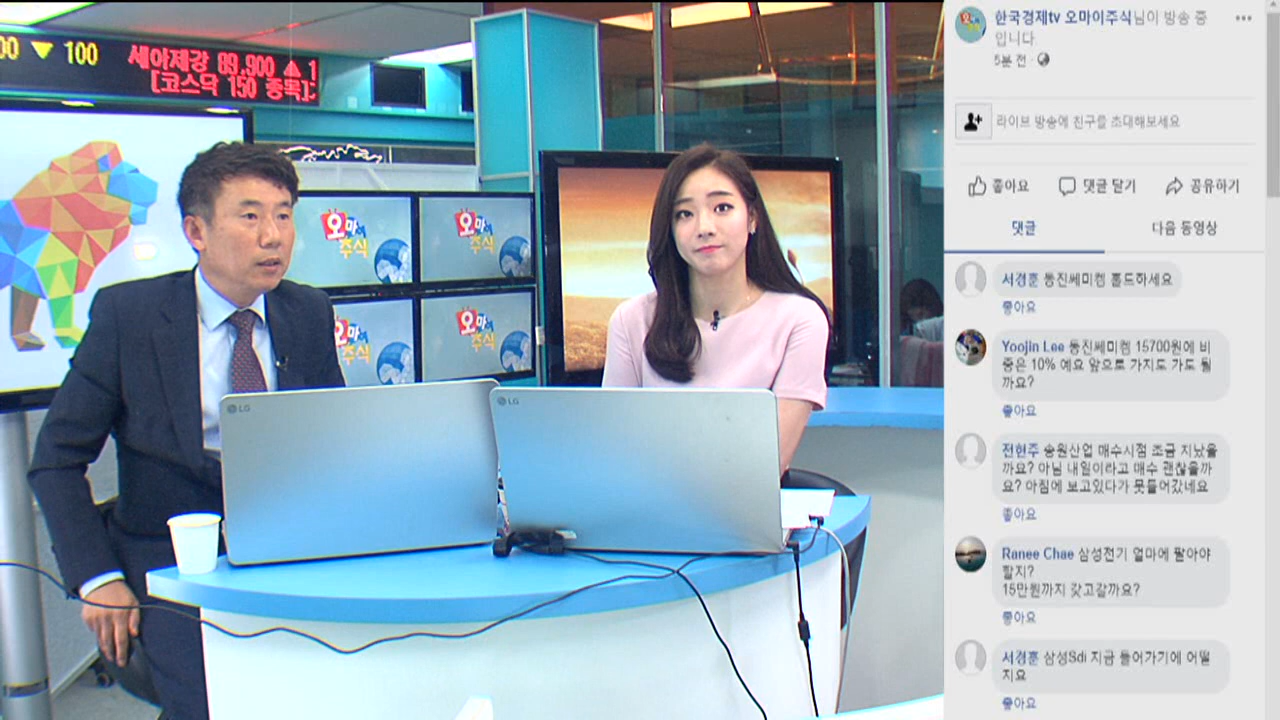 00 ▼ 100
세아제강 89,900 ▲ 1
[코스닥 150 종목]
오마이
주식
오마이
주식
오마이
주식
오마이
주식
LG
LG
한국경제tv 오마이주식님이 방송 중
입니다
5분 전
라이브 방송에 친구를 초대해보세요
좋아요
댓글 달기
공유하기
댓글
다음 동영상
서경훈 동진쎄미켐 홀드하세요
좋아요
Yoojin Lee 동진쎄미켐 15700원에 비
중은 10% 예요 앞으로 가지도 가도 될
까요?
좋아요
전현주 송원산업 매수시점 조금 지났을
까요? 아님 내일이라고 매수 괜찮을까
요? 아침에 보고있다가 못들어갔네요
좋아요
Ranee Chae 삼성전기 얼마에 팔아야
할지?
15만원까지 갖고갈까요?
좋아요
서경훈 삼성Sdi 지금 들어가기에 어떨
지요
좋아요